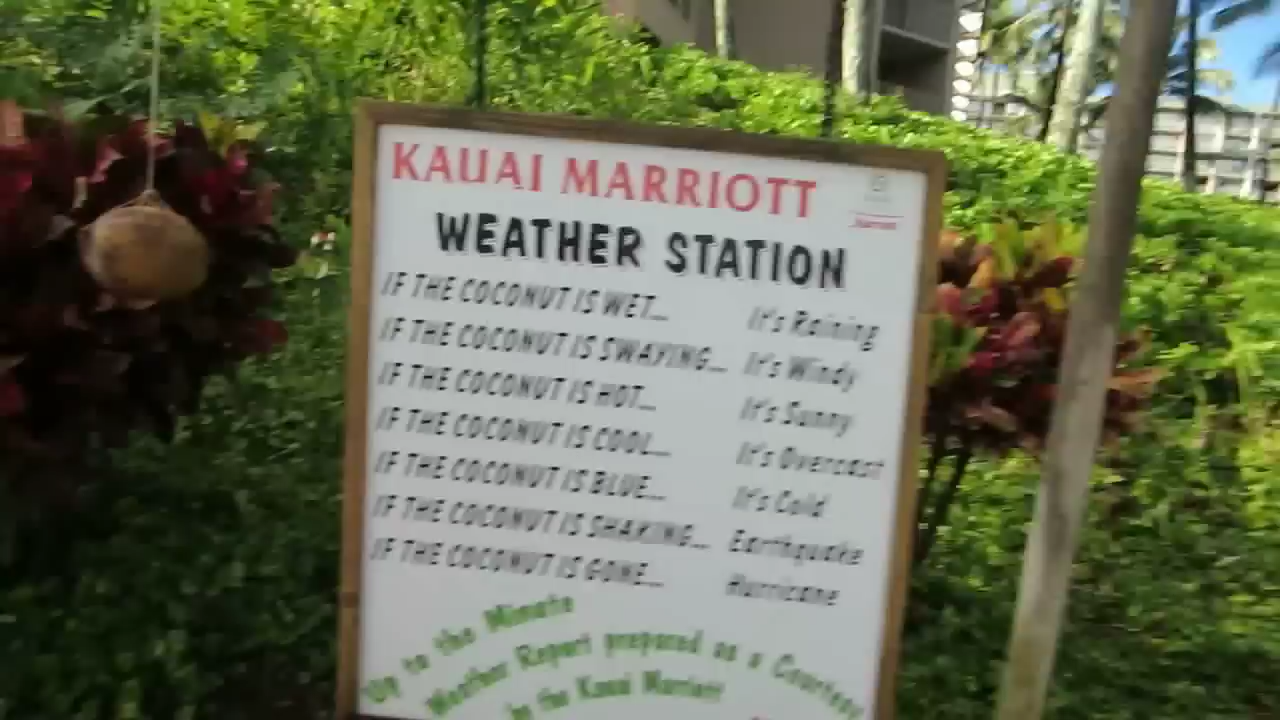 KAUAI MARRIOTT
WEATHER STATION
IF THE COCONUT IS WET... It's Raining
IF THE COCONUT IS SWAYING... It's Windy
IF THE COCONUT IS HOT... It's Sunny
IF THE COCONUT IS COOL... It's Overcast
IF THE COCONUT IS BLUE... It's Cold
IF THE COCONUT IS SHAKING... Earthquake
IF THE COCONUT IS GONE... Hurricane
Up to the Minute
Weather Report prepared as a Courtesy
by the Kauai Marriott